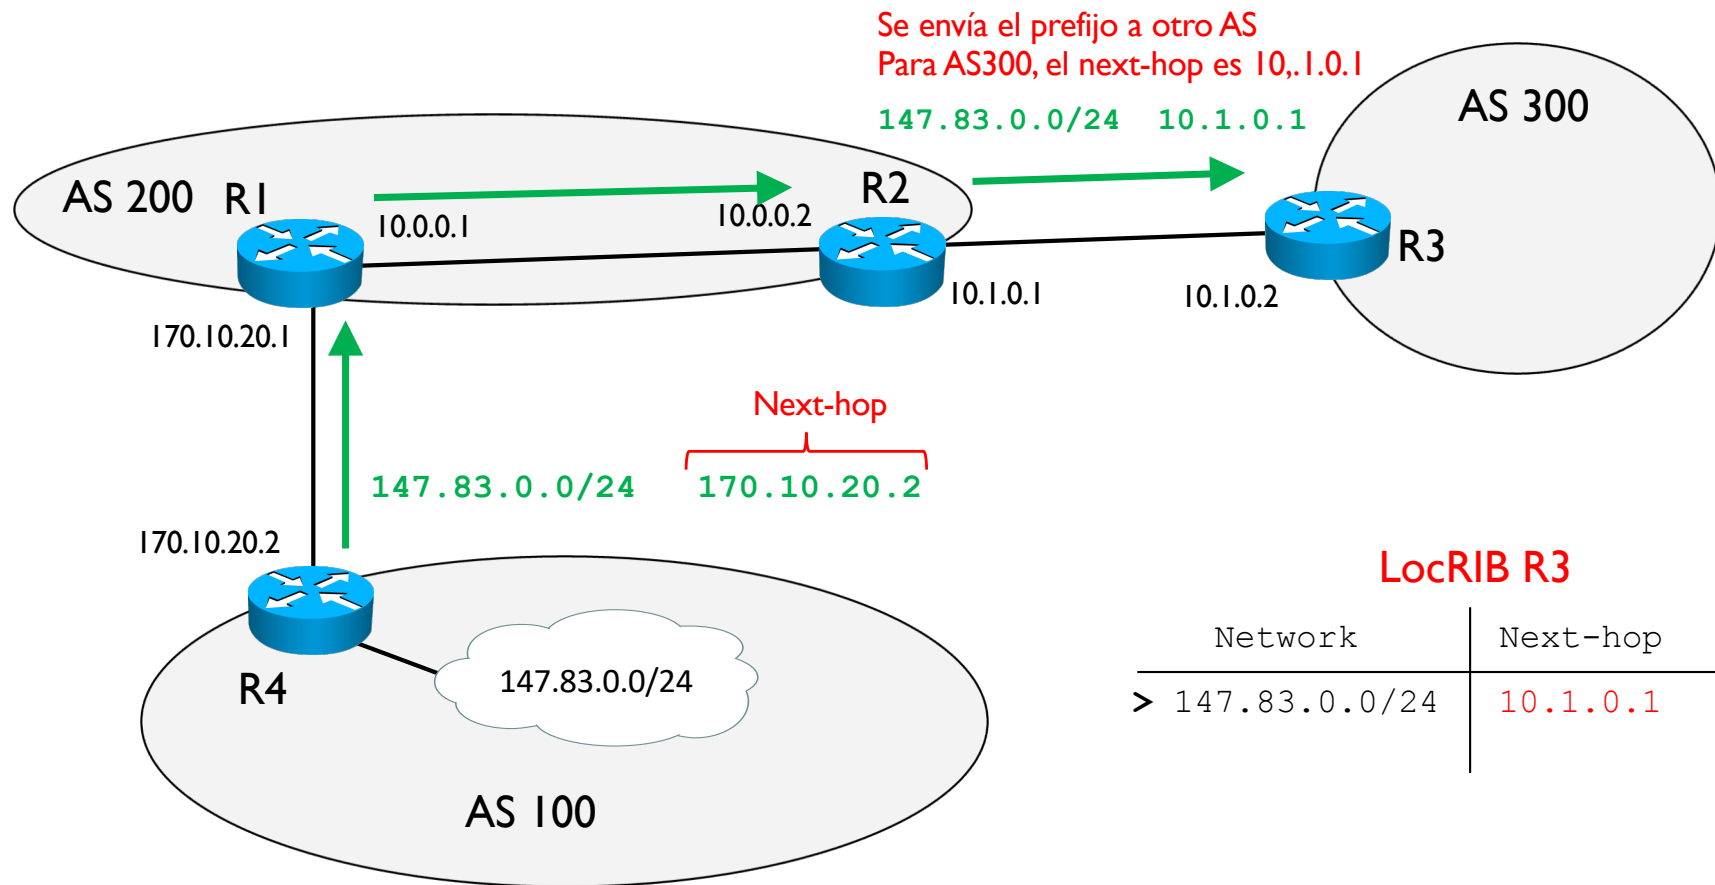 Se envía el prefijo a otro AS
Para AS300, el next-hop es 10,.1.0.1
147.83.0.0/24 10.1.0.1
AS 300
AS 200
R1
10.0.0.1
10.0.0.2
R2
R3
10.1.0.1
10.1.0.2
170.10.20.1
Next-hop
147.83.0.0/24 170.10.20.2
170.10.20.2
R4
147.83.0.0/24
AS 100
LocRIB R3
Network Next-hop
> 147.83.0.0/24 10.1.0.1